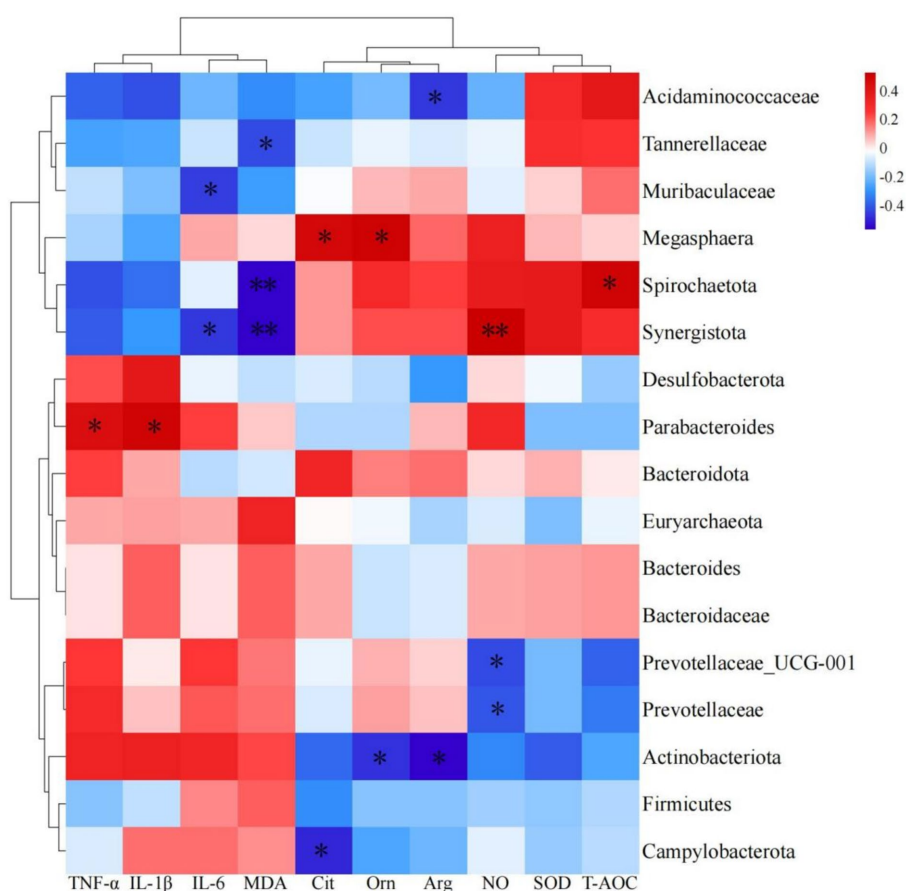 0.4
0.2
0
-0.2
-0.4
*
Acidaminococcaceae
*
Tannerellaceae
*
Muribaculaceae
* *
Megasphaera
** *
Spirochaetota
* ** **
Synergistota
Desulfobacterota
* *
Parabacteroides
Bacteroidota
Euryarchaeota
Bacteroides
Bacteroidaceae
*
Prevotellaceae_UCG-001
*
Prevotellaceae
* *
Actinobacteriota
Firmicutes
*
Campylobacterota
TNF-α IL-1β IL-6 MDA Cit Orn Arg NO SOD T-AOC